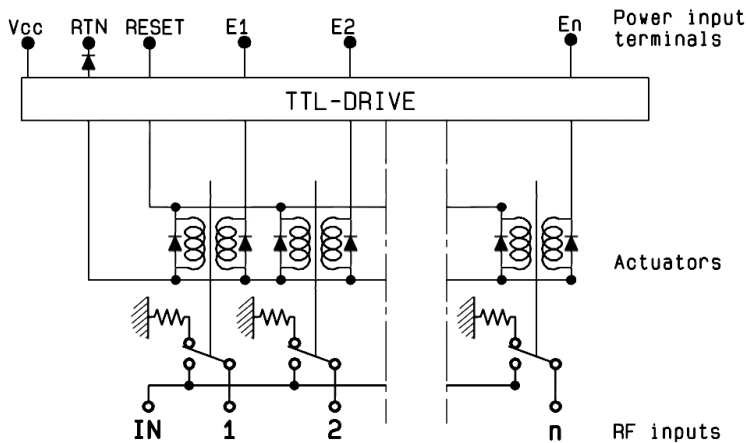 Vcc RTN RESET E1 E2 En Power input
terminals
TTL-DRIVE
Actuators
IN 1 2 n RF inputs